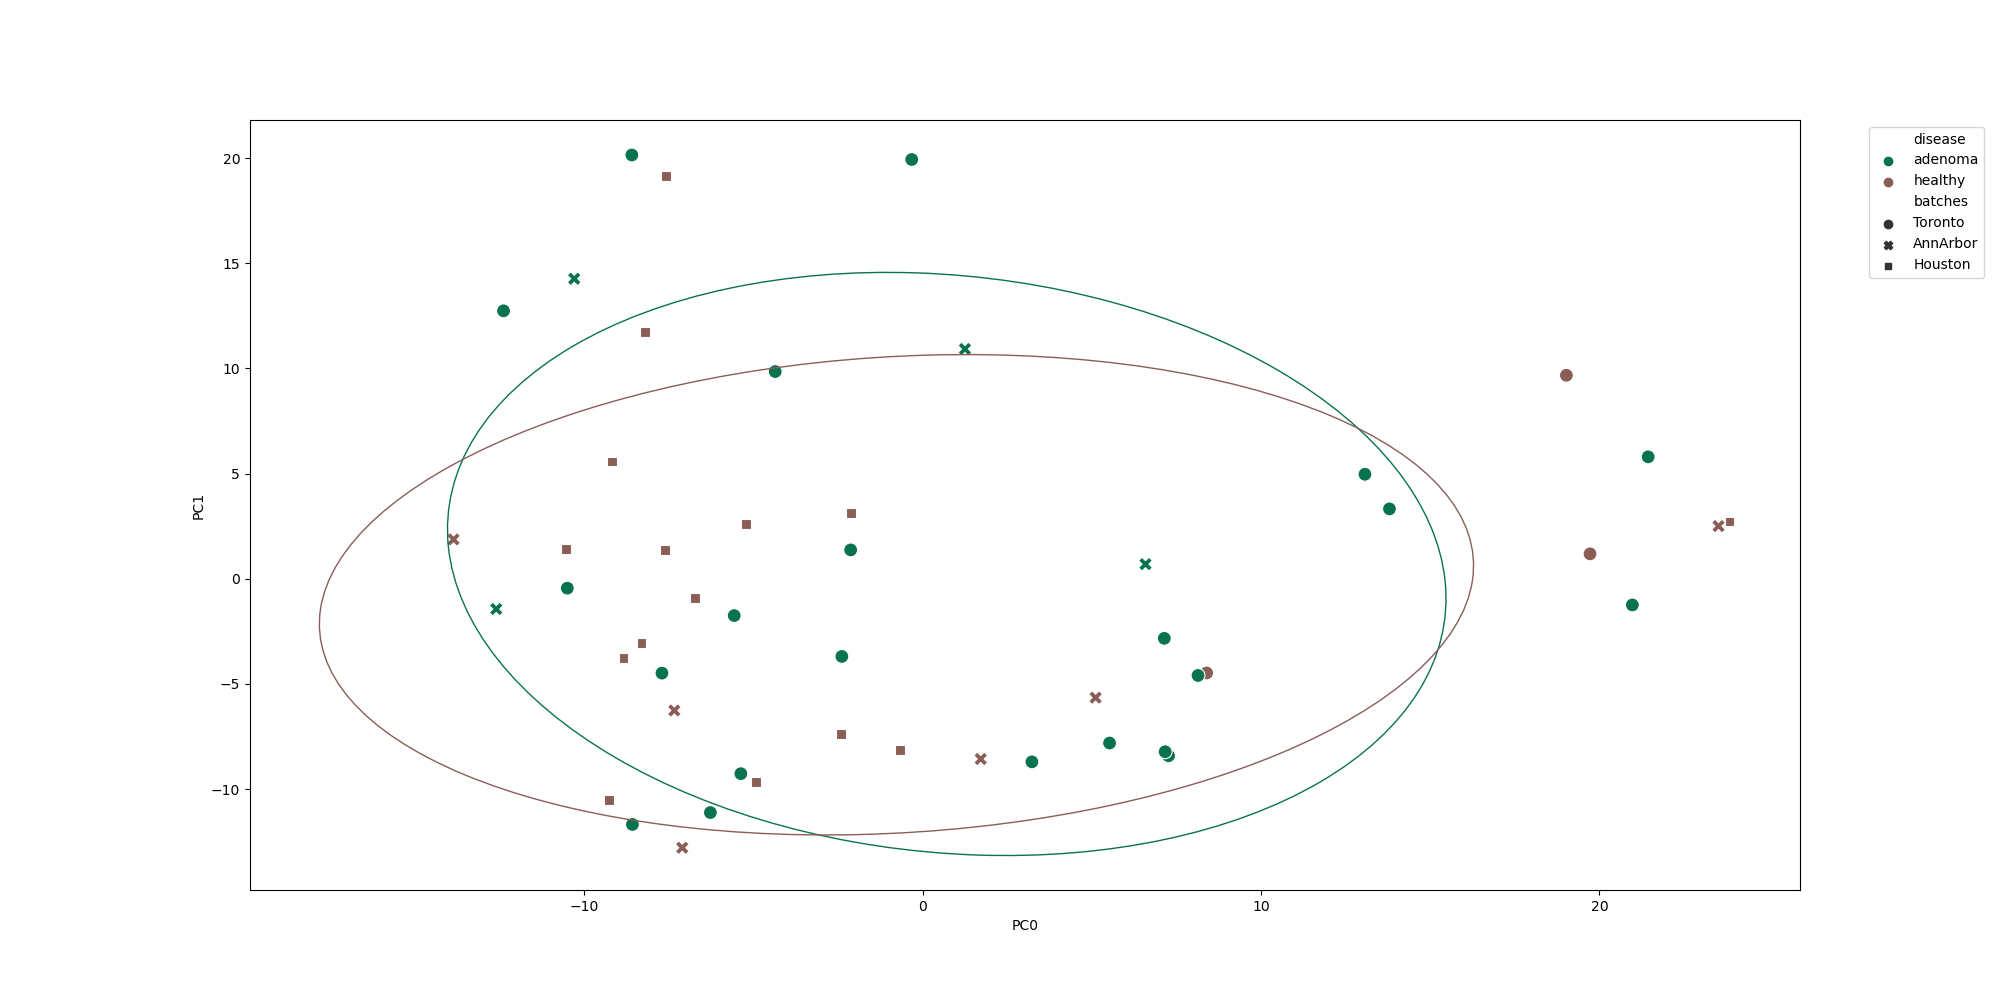 disease
adenoma
healthy
batches
Toronto
AnnArbor
Houston
20
15
10
5
0
−5
−10
PC1
−10
0
10
20
PC0